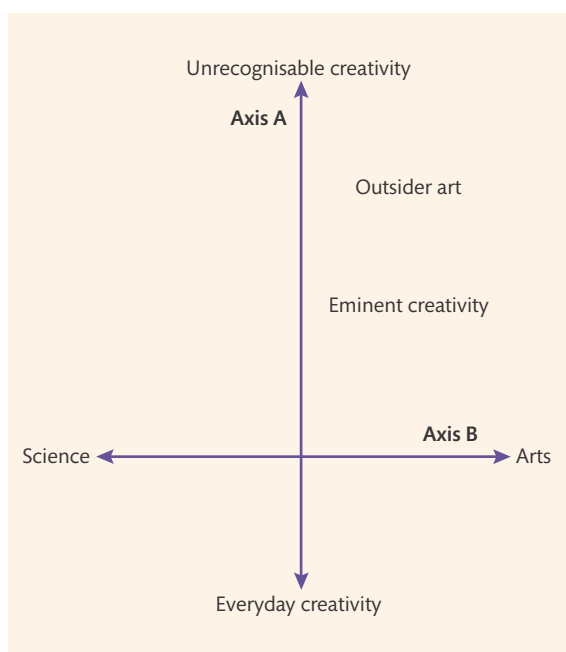 Unrecognisable creativity
Axis A
Outsider art
Eminent creativity
Axis B
Science
Arts
Everyday creativity